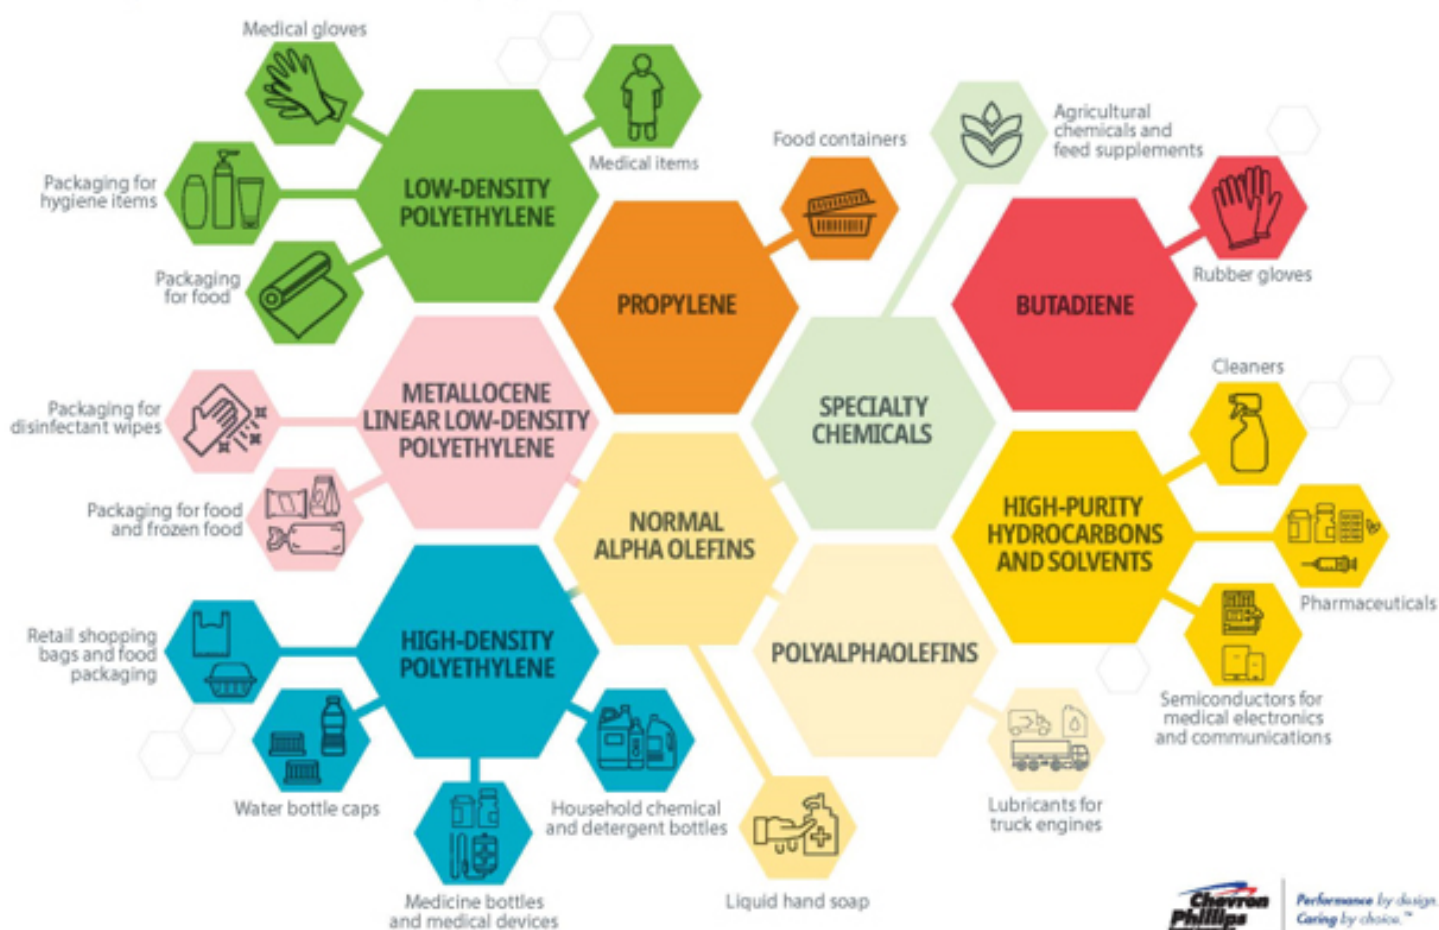 Medical gloves
Medical items
Packaging for
hygiene items
Packaging
for food
LOW-DENSITY
POLYETHYLENE
Food containers
PROPYLENE
Agricultural
chemicals and
feed supplements
Rubber gloves
BUTADIENE
METALLOCENE
LINEAR LOW-DENSITY
POLYETHYLENE
Packaging for
disinfectant wipes
Packaging for food
and frozen food
SPECIALTY
CHEMICALS
Cleaners
HIGH-PURITY
HYDROCARBONS
AND SOLVENTS
Pharmaceuticals
Semiconductors for
medical electronics
and communications
NORMAL
ALPHA OLEFINS
HIGH-DENSITY
POLYETHYLENE
Retail shopping
bags and food
packaging
Water bottle caps
Medicine bottles
and medical devices
Household chemical
and detergent bottles
POLYALPHAOLEFINS
Lubricants for
truck engines
Liquid hand soap
Chevron
Phillips
Performance by design.
Caring by choice.™